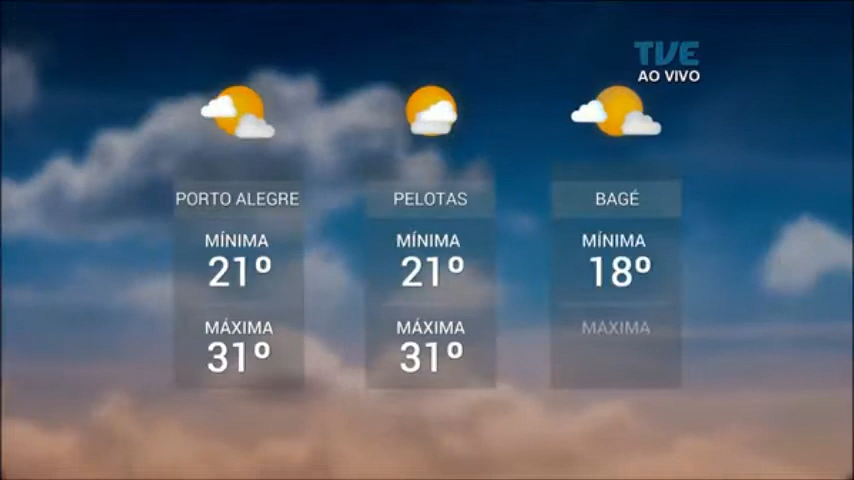 TVE
AO VIVO
PORTO ALEGRE
MÍNIMA
21º
MÁXIMA
31º
PELOTAS
MÍNIMA
21º
MÁXIMA
31º
BAGÉ
MÍNIMA
18º
MÁXIMA